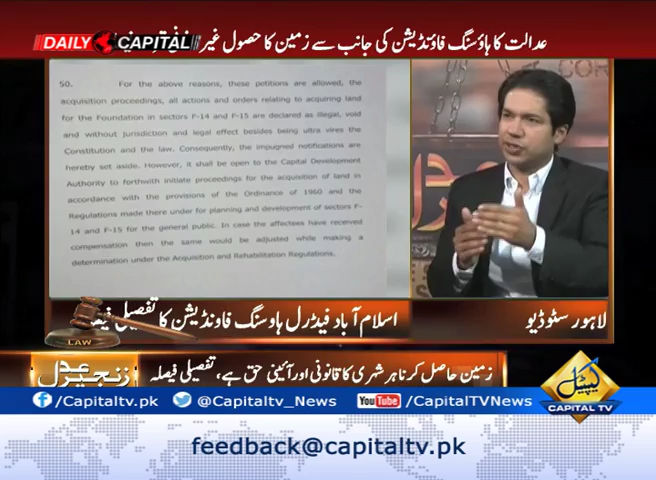 DAILY CAPITAL
عدالت کا ہاؤسنگ فاؤنڈیشن کی جانب سے زمین کا حصول غیر
50. For the above reasons, these petitions are allowed, the
acquisition proceedings, all actions and orders relating to acquiring land
for the Foundation in sectors F-14 and F-15 are declared as illegal, void
and without jurisdiction and legal effect besides being ultra vires the
Constitution and the law. Consequently, the impugned notifications are
hereby set aside. However, it shall be open to the Capital Development
Authority to forthwith initiate proceedings for the acquisition of land in
accordance with the provisions of the Ordinance of 1960 and the
Regulations made there under for planning and development of sectors F-
14 and F-15 for the general public. In case the affectees have received
compensation then the same would be adjusted while making a
determination under the Acquisition and Rehabilitation Regulations.
اسلام آباد فیڈرل ہاوسنگ فاونڈیشن کا تفصیلی
لاہور سٹوڈیو
LAW
زنجیر عدل
زمین حاصل کرنا ہر شہری کا قانونی اور آئینی حق ہے، تفصیلی فیصلہ
کیپیٹل
CAPITAL TV
/Capitaltv.pk
@Capitaltv_News
YouTube
/CapitalTVNews
feedback@capitaltv.pk